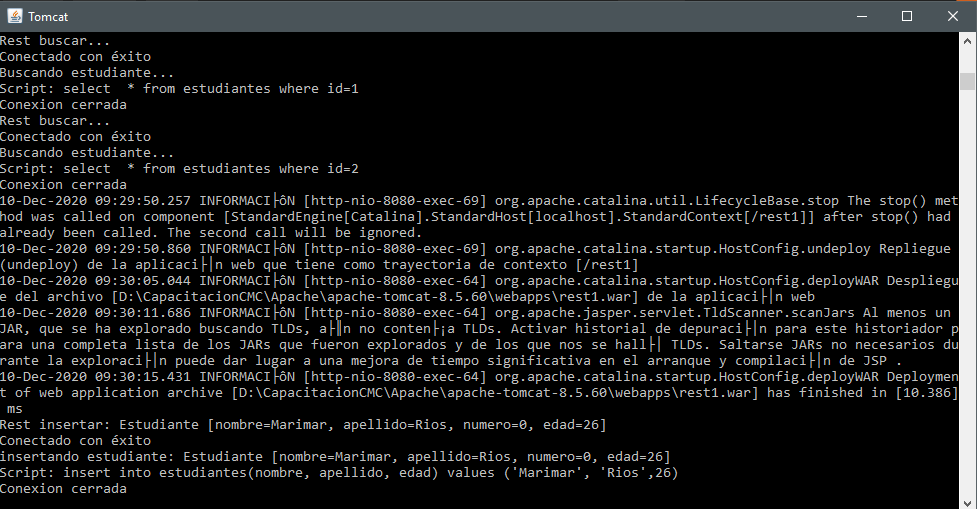 Tomcat
Rest buscar...
Conectado con éxito
Buscando estudiante...
Script: select  * from estudiantes where id=1
Conexion cerrada
Rest buscar...
Conectado con éxito
Buscando estudiante...
Script: select  * from estudiantes where id=2
Conexion cerrada
10-Dec-2020 09:29:50.257 INFORMACI├ôN [http-nio-8080-exec-69] org.apache.catalina.util.LifecycleBase.stop The stop() met
hod was called on component [StandardEngine[Catalina].StandardHost[localhost].StandardContext[/rest1]] after stop() had
already been called. The second call will be ignored.
10-Dec-2020 09:29:50.860 INFORMACI├ôN [http-nio-8080-exec-69] org.apache.catalina.startup.HostConfig.undeploy Repliegue
(undeploy) de la aplicaci├│n web que tiene como trayectoria de contexto [/rest1]
10-Dec-2020 09:30:05.044 INFORMACI├ôN [http-nio-8080-exec-64] org.apache.catalina.startup.HostConfig.deployWAR Despliegu
e del archivo [D:\CapacitacionCMC\Apache\apache-tomcat-8.5.60\webapps\rest1.war] de la aplicaci├│n web
10-Dec-2020 09:30:11.686 INFORMACI├ôN [http-nio-8080-exec-64] org.apache.jasper.servlet.TldScanner.scanJars Al menos un
JAR, que se ha explorado buscando TLDs, a├║n no conten├¡a TLDs. Activar historial de depuraci├│n para este historiador p
ara una completa lista de los JARs que fueron explorados y de los que nos se hall├│ TLDs. Saltarse JARs no necesarios du
rante la exploraci├│n puede dar lugar a una mejora de tiempo significativa en el arranque y compilaci├│n de JSP .
10-Dec-2020 09:30:15.431 INFORMACI├ôN [http-nio-8080-exec-64] org.apache.catalina.startup.HostConfig.deployWAR Deploymen
t of web application archive [D:\CapacitacionCMC\Apache\apache-tomcat-8.5.60\webapps\rest1.war] has finished in [10.386]
 ms
Rest insertar: Estudiante [nombre=Marimar, apellido=Rios, numero=0, edad=26]
Conectado con éxito
insertando estudiante: Estudiante [nombre=Marimar, apellido=Rios, numero=0, edad=26]
Script: insert into estudiantes(nombre, apellido, edad) values ('Marimar', 'Rios',26)
Conexion cerrada